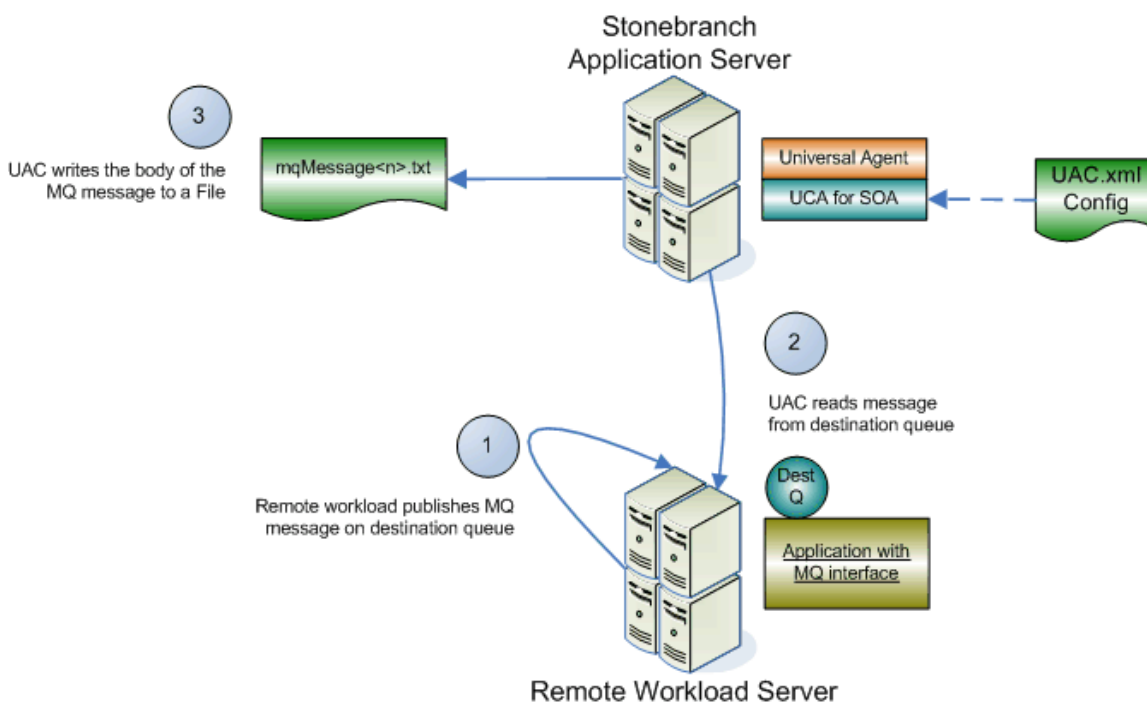 Stonebranch
Application Server
3
UAC writes the body of the
MQ message to a File
mqMessage<n>.txt
Universal Agent
UCA for SOA
UAC.xml
Config
2
UAC reads message
from destination queue
1
Remote workload publishes MQ
message on destination queue
Dest
Q
Application with
MQ interface
Remote Workload Server